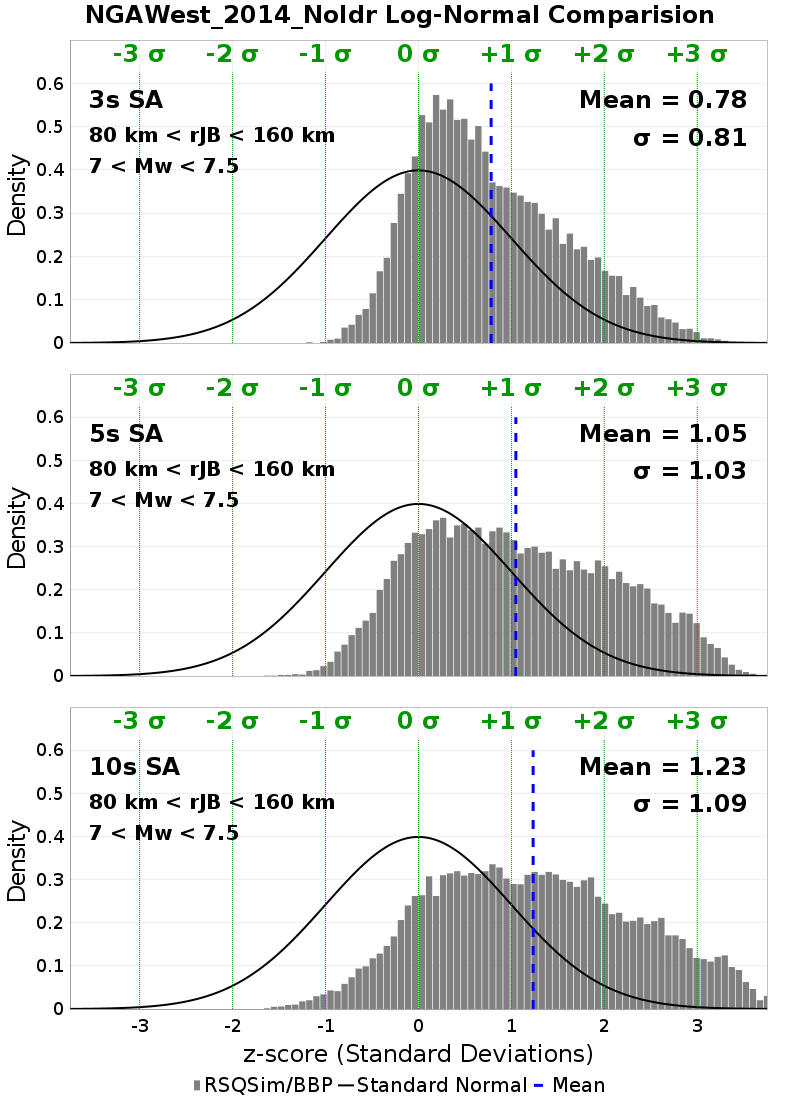 NGAWest_2014_NoIdr Log-Normal Comparision
-3 σ -2 σ -1 σ 0 σ +1 σ +2 σ +3 σ
3s SA
80 km < rJB < 160 km
7 < Mw < 7.5
Mean = 0.78
σ = 0.81
Density
0.6
0.5
0.4
0.3
0.2
0.1
0
-3 σ -2 σ -1 σ 0 σ +1 σ +2 σ +3 σ
5s SA
80 km < rJB < 160 km
7 < Mw < 7.5
Mean = 1.05
σ = 1.03
Density
0.6
0.5
0.4
0.3
0.2
0.1
0
-3 σ -2 σ -1 σ 0 σ +1 σ +2 σ +3 σ
10s SA
80 km < rJB < 160 km
7 < Mw < 7.5
Mean = 1.23
σ = 1.09
Density
0.6
0.5
0.4
0.3
0.2
0.1
0
-3 -2 -1 0 1 2 3
z-score (Standard Deviations)
RSQSim/BBP Standard Normal Mean